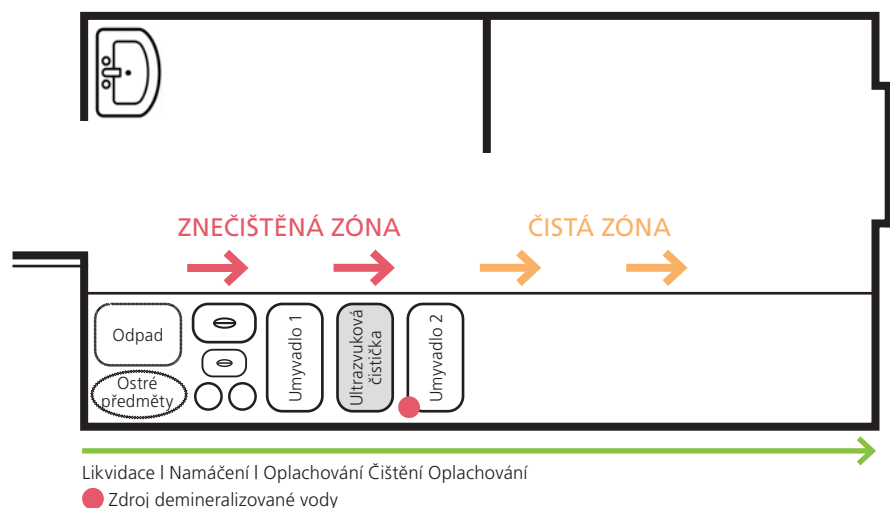 ZNEČIŠTĚNÁ ZÓNA
ČISTÁ ZÓNA
Odpad
Ostré
předměty
Umyvadlo 1
Ultrazvuková
čistička
Umyvadlo 2
Likvidace I Namáčení I Oplachování Čištění Oplachování
Zdroj demineralizované vody